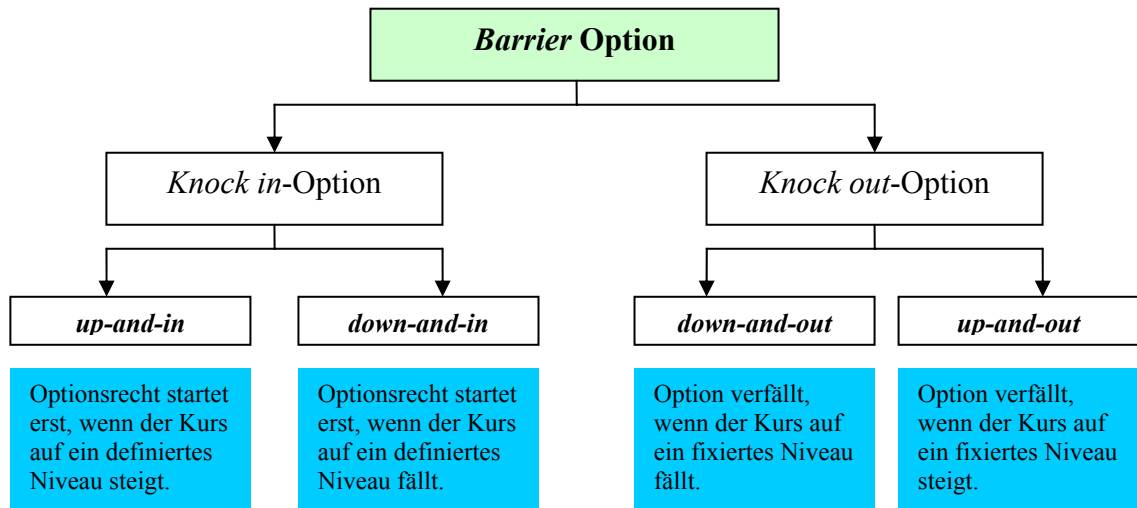 Barrier Option
Knock in-Option
Knock out-Option
up-and-in
down-and-in
down-and-out
up-and-out
Optionsrecht startet
erst, wenn der Kurs
auf ein definiertes
Niveau steigt.
Optionsrecht startet
erst, wenn der Kurs
auf ein definiertes
Niveau fällt.
Option verfällt,
wenn der Kurs auf
ein fixiertes Niveau
fällt.
Option verfällt,
wenn der Kurs auf
ein fixiertes Niveau
steigt.